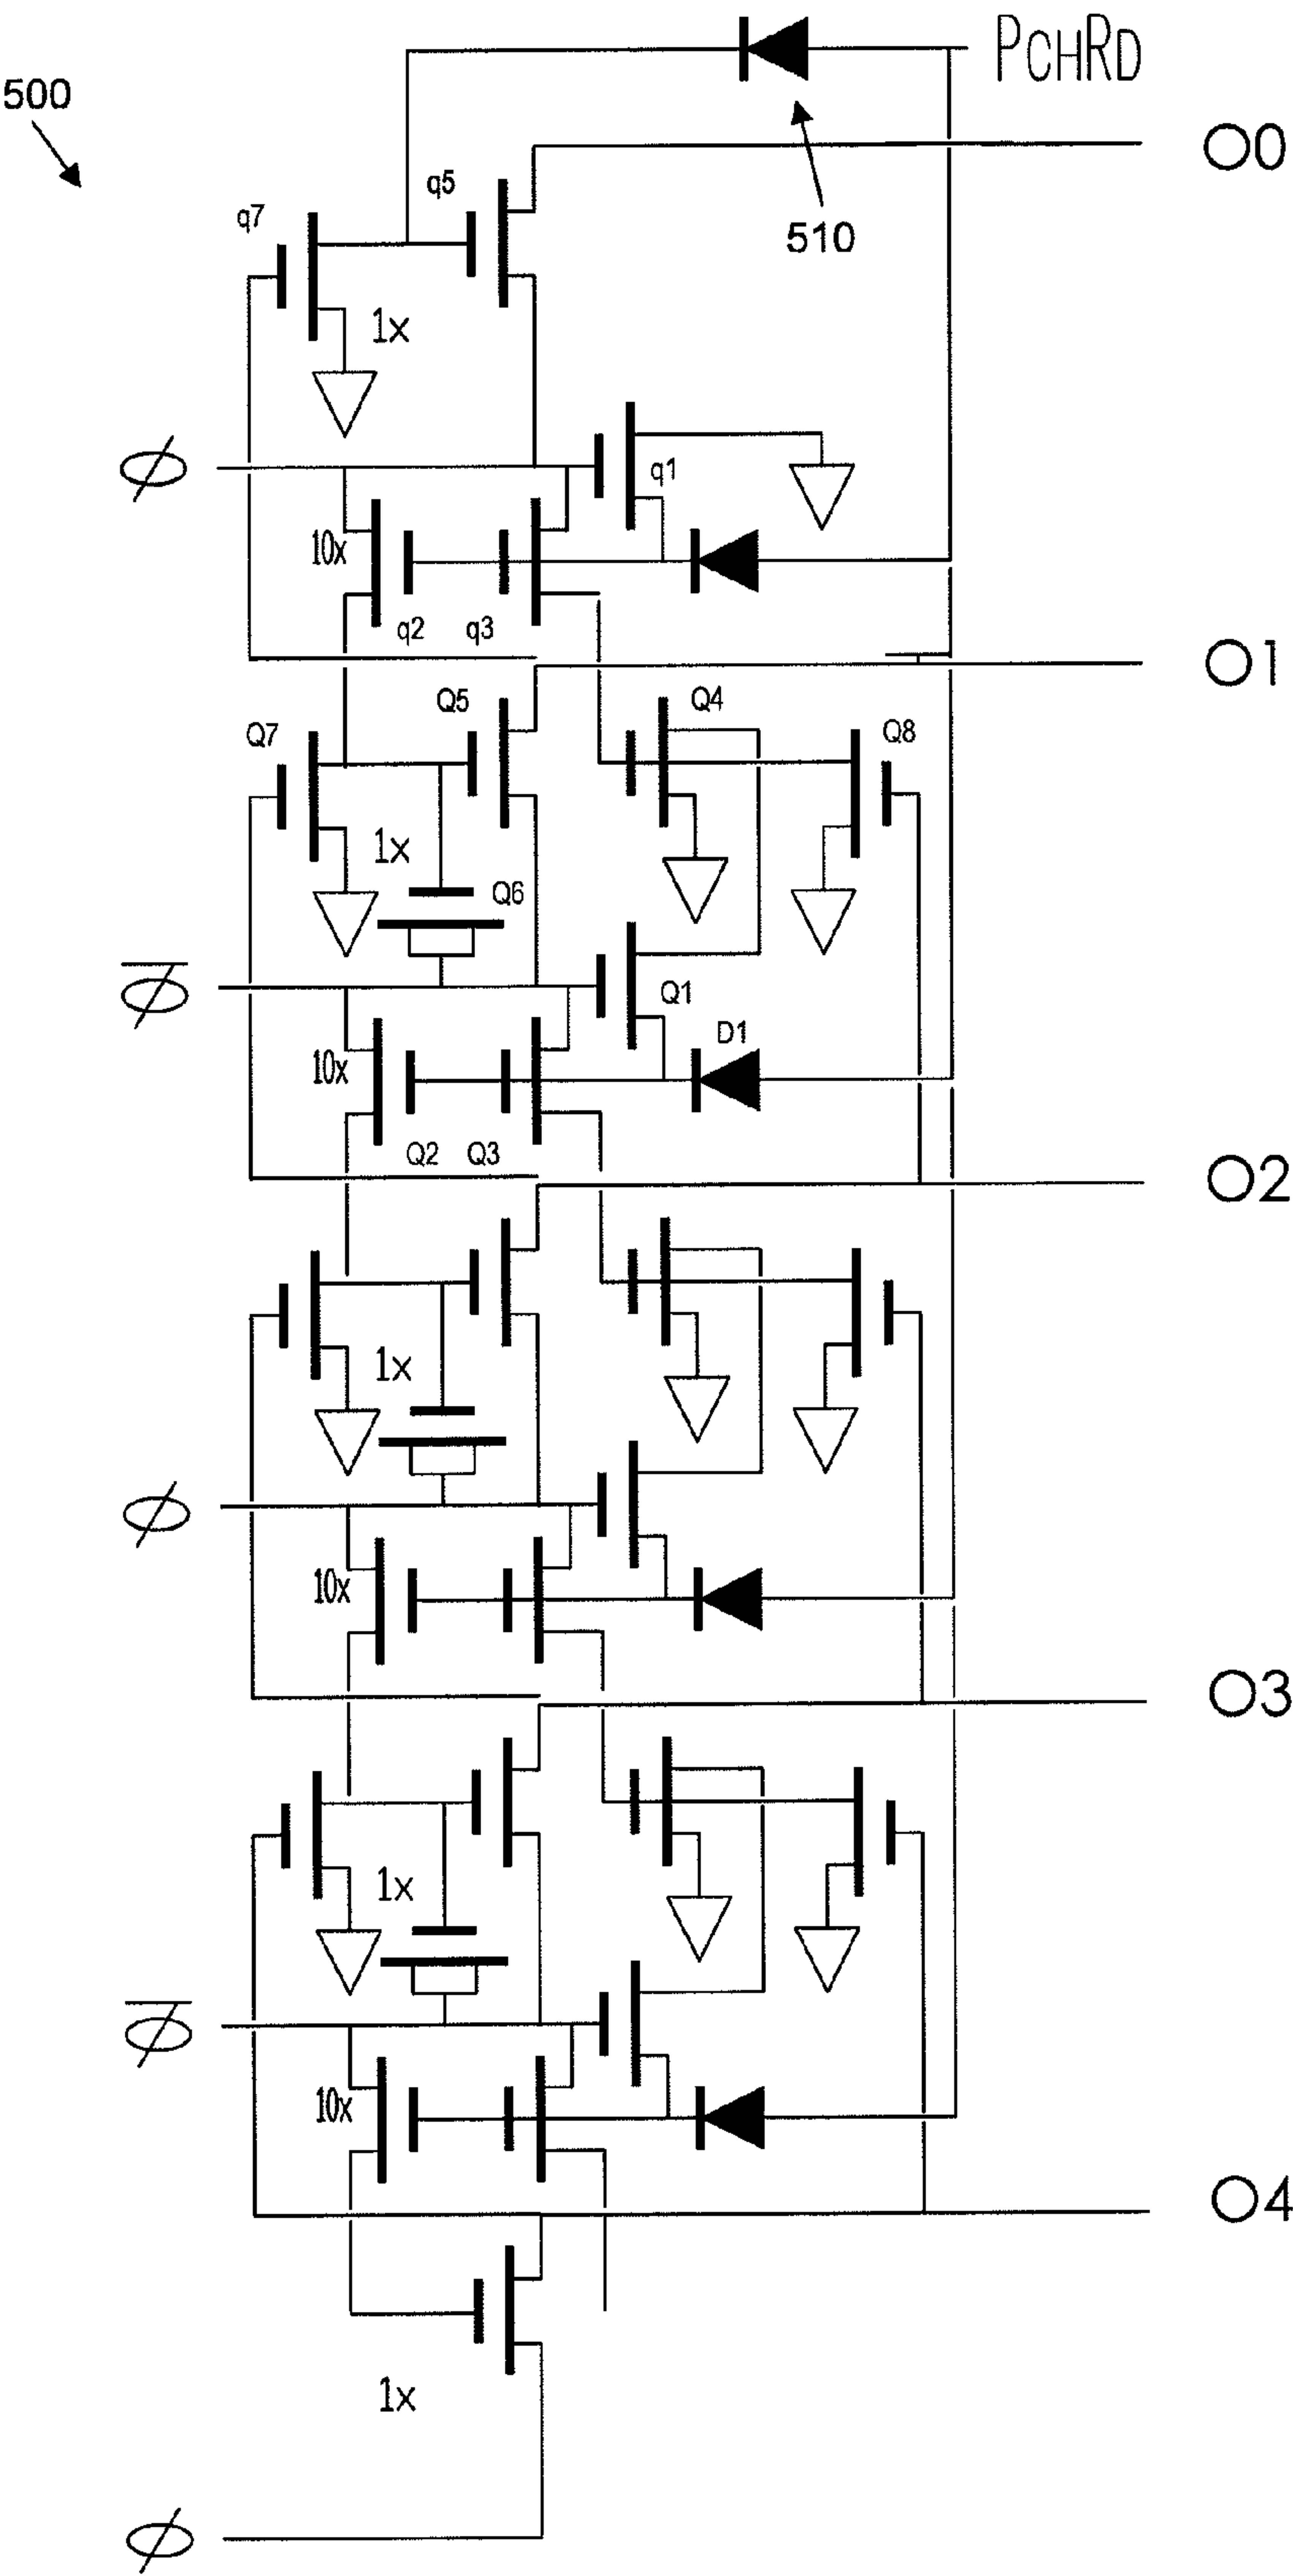 PCHRD
500
O0
q5
510
q7
1x
ϕ
q1
10x
q2 q3
O1
Q5 Q4
Q7 Q8
1x
Q6
ϕ̅
Q1
D1
10x
Q2 Q3
O2
1x
ϕ
10x
O3
1x
ϕ̅
10x
O4
1x
ϕ